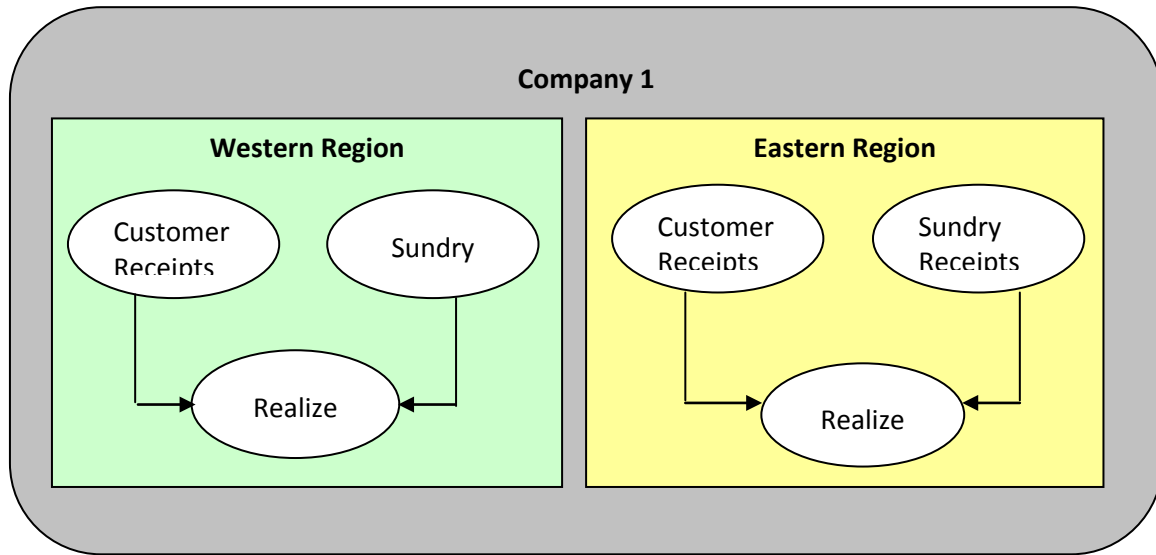 Company 1
Western Region
Customer
Receipts
Sundry
Realize
Eastern Region
Customer
Receipts
Sundry
Receipts
Realize